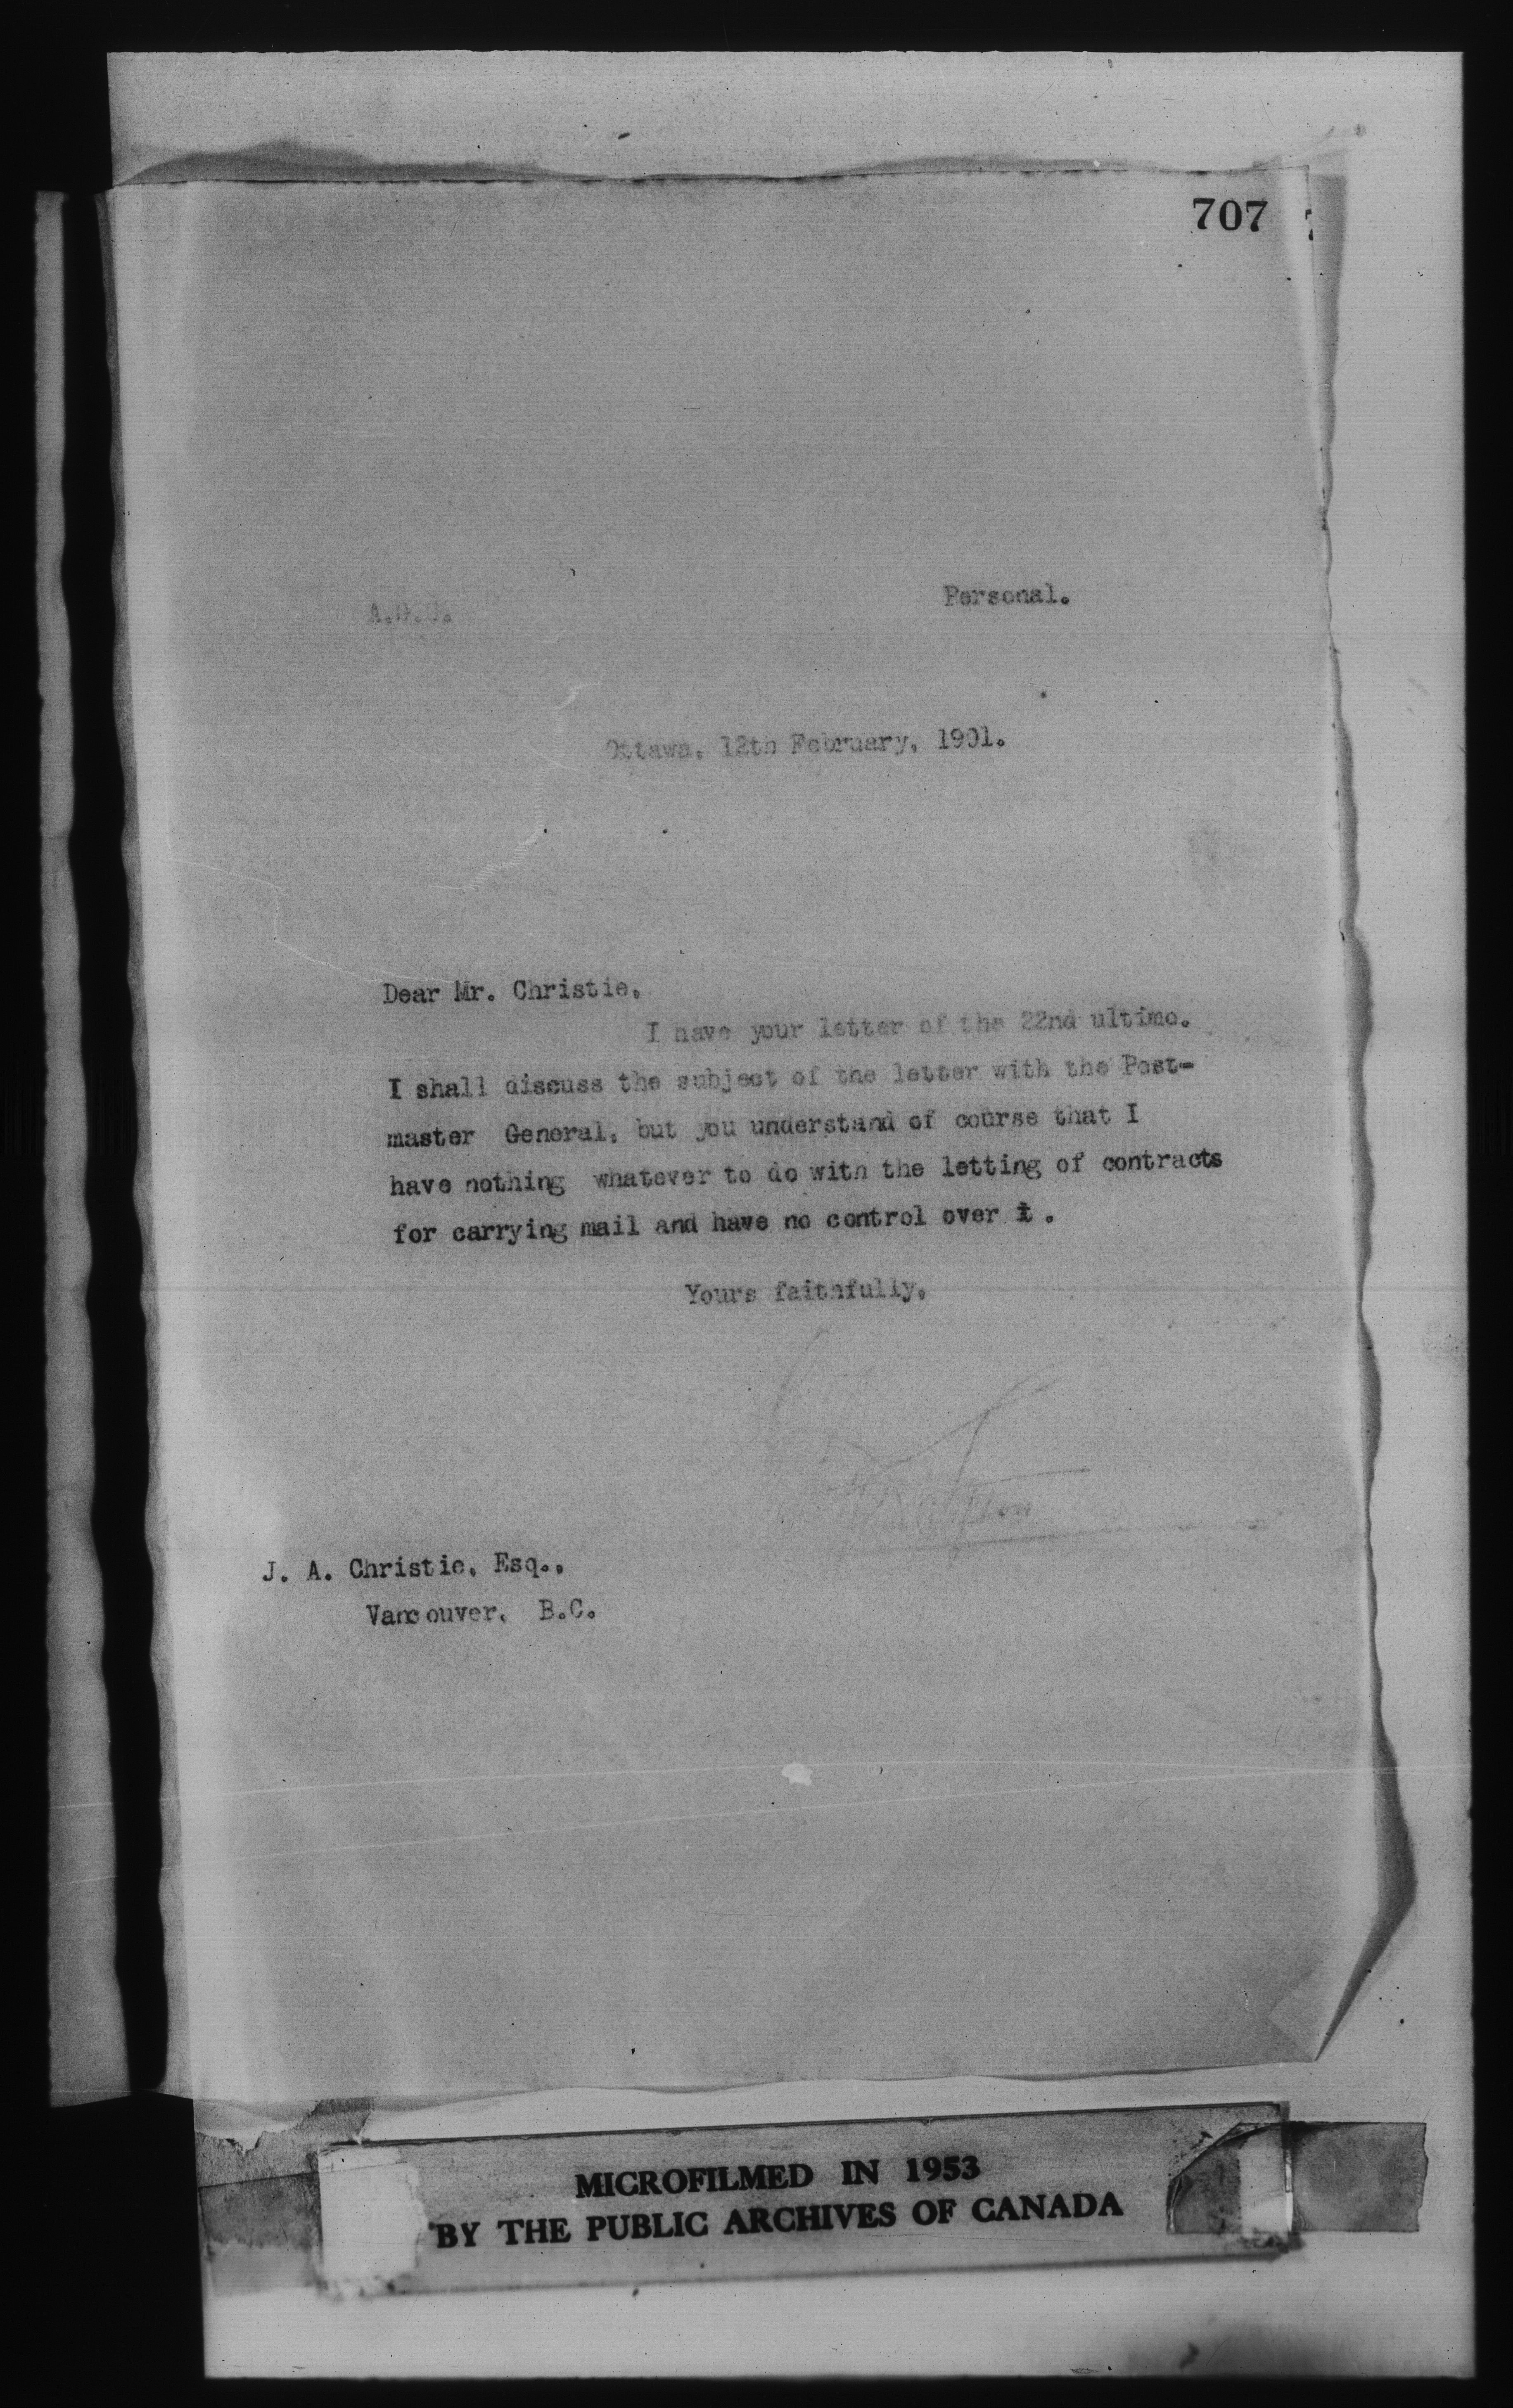 707
Personal.
Ottawa, 12th February, 1901.
Dear Mr. Christie,
I have your letter of the 22nd ultimo.
I shall discuss the subject of the letter with the Post-
master General, but you understand of course that I
have nothing whatever to do with the letting of contracts
for carrying mail and have no control over it.
Yours faithfully,
J. A. Christie, Esq.,
Vancouver, B.C.
MICROFILMED IN 1953
BY THE PUBLIC ARCHIVES OF CANADA